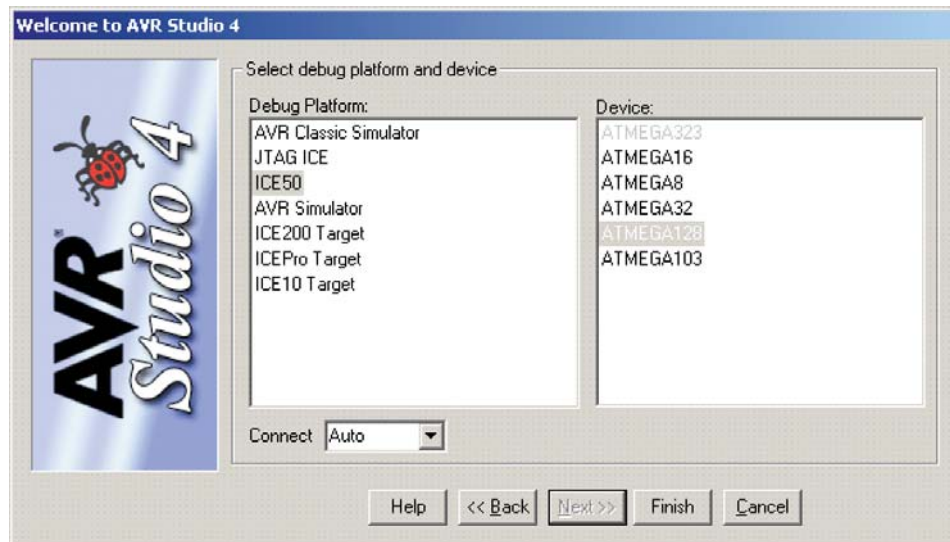 Welcome to AVR Studio 4
AVR® Studio 4
Select debug platform and device
Debug Platform:
AVR Classic Simulator
JTAG ICE
ICE50
AVR Simulator
ICE200 Target
ICEPro Target
ICE10 Target
Device:
ATMEGA323
ATMEGA16
ATMEGA8
ATMEGA32
ATMEGA128
ATMEGA103
Connect Auto
Help << Back Next >> Finish Cancel